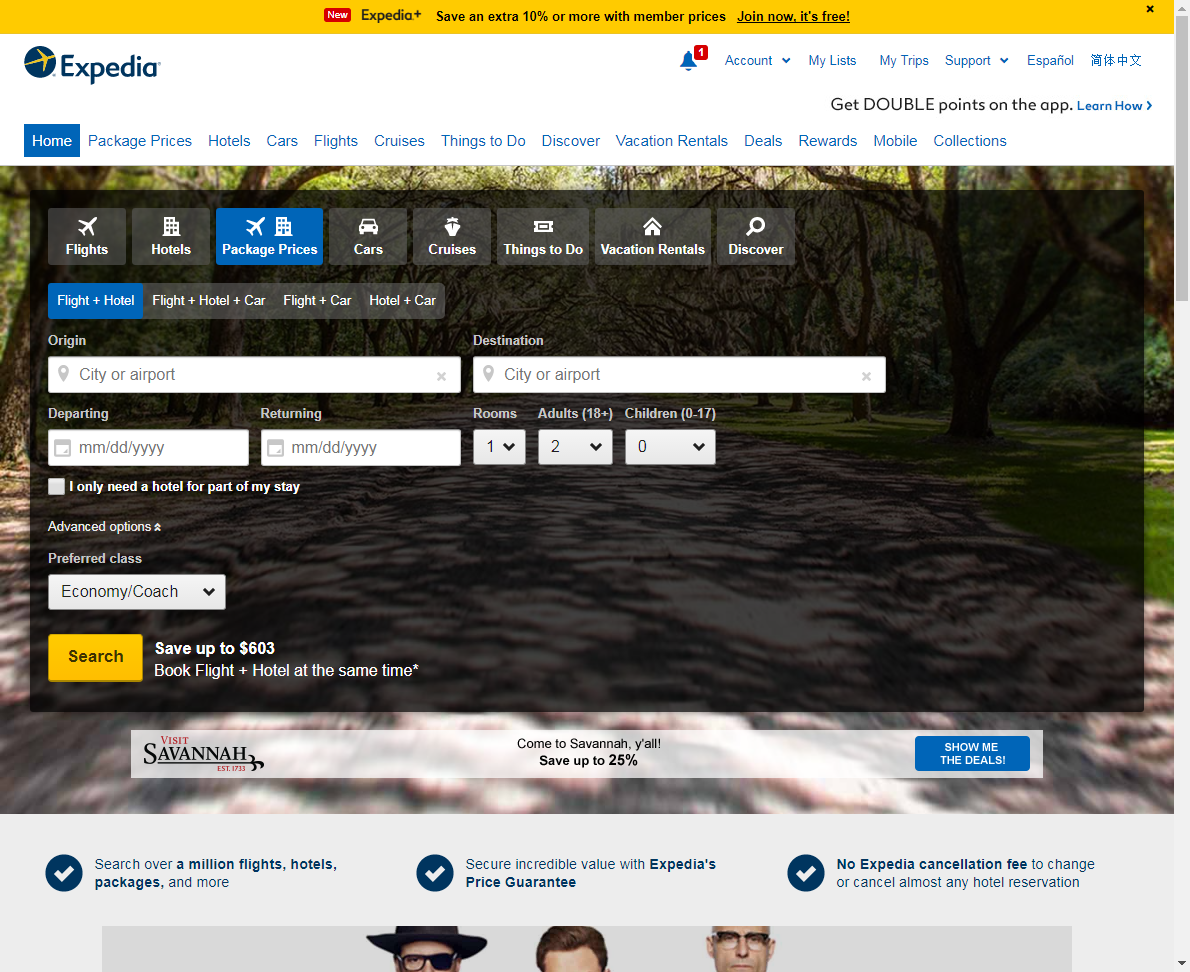 New Expedia+ Save an extra 10% or more with member prices Join now, it's free!
Expedia
1 Account My Lists My Trips Support Español 简体中文
Get DOUBLE points on the app. Learn How
Home Package Prices Hotels Cars Flights Cruises Things to Do Discover Vacation Rentals Deals Rewards Mobile Collections
Flights Hotels Package Prices Cars Cruises Things to Do Vacation Rentals Discover
Flight + Hotel Flight + Hotel + Car Flight + Car Hotel + Car
Origin Destination
City or airport City or airport
Departing Returning Rooms Adults (18+) Children (0-17)
mm/dd/yyyy mm/dd/yyyy 1 2 0
I only need a hotel for part of my stay
Advanced options
Preferred class
Economy/Coach
Search
Save up to $603
Book Flight + Hotel at the same time*
VISIT
SAVANNAH
EST. 1733
Come to Savannah, y'all!
Save up to 25%
SHOW ME
THE DEALS!
Search over a million flights, hotels,
packages, and more
Secure incredible value with Expedia's
Price Guarantee
No Expedia cancellation fee to change
or cancel almost any hotel reservation